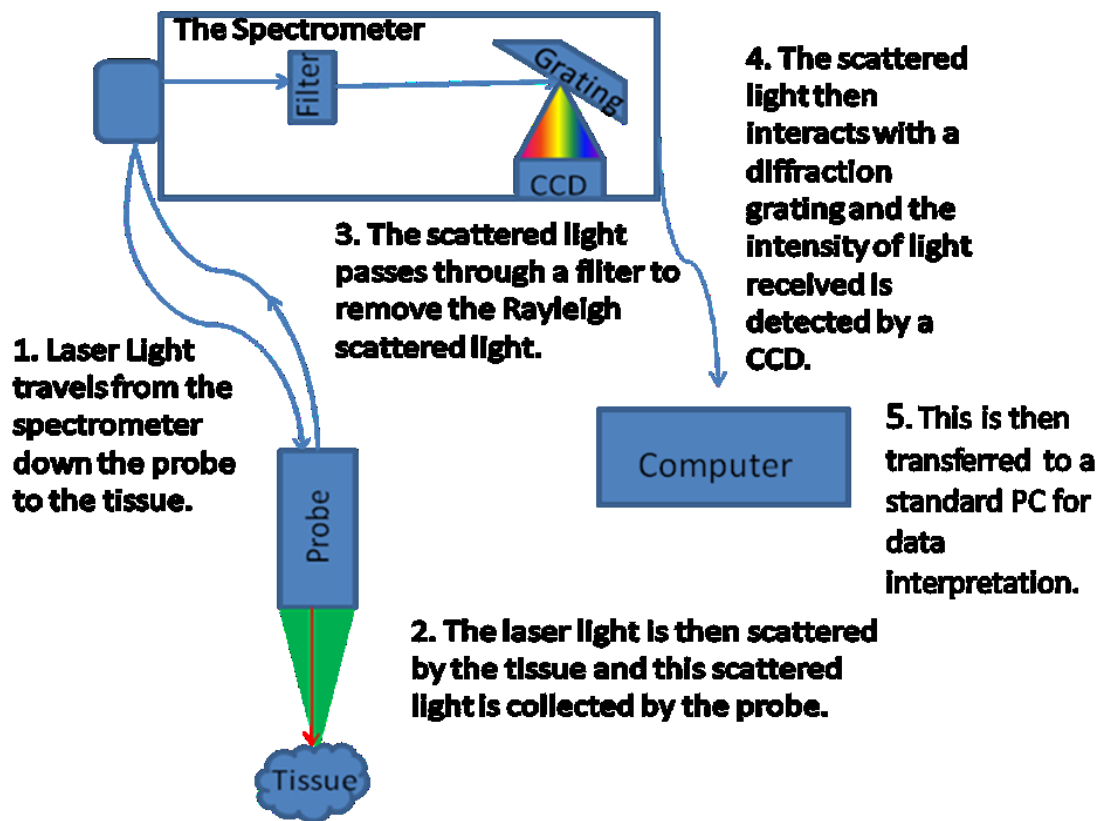 The Spectrometer
Filter
Grating
CCD
4. The scattered
light then
interacts with a
diffraction
grating and the
intensity of light
received is
detected by a
CCD.
3. The scattered light
passes through a filter to
remove the Rayleigh
scattered light.
1. Laser Light
travels from the
spectrometer
down the probe
to the tissue.
Probe
Computer
5. This is then
transferred to a
standard PC for
data
interpretation.
2. The laser light is then scattered
by the tissue and this scattered
light is collected by the probe.
Tissue